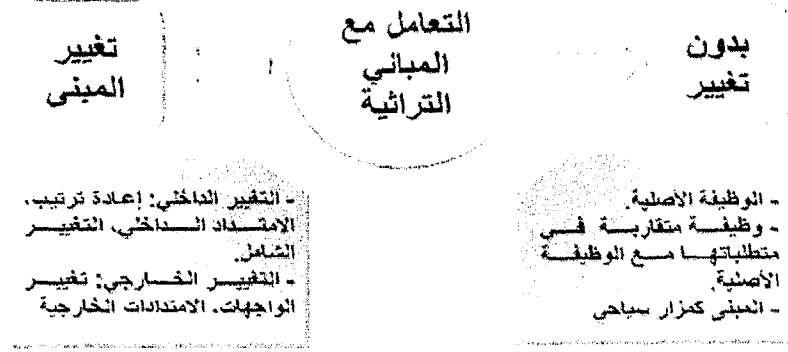 بدون
تغيير
التعامل مع
المباني
التراثية
تغيير
المبنى
- الوظيفة الأصلية.
- وظيفة متقاربة في
متطلباتها مع الوظيفة
الأصلية.
- المبنى كمزار سياحي
- التغيير الداخلي: إعادة ترتيب،
الامتداد الداخلي، التغيير
الشامل.
- التغيير الخارجي: تغيير
الواجهات، الامتدادات الخارجية